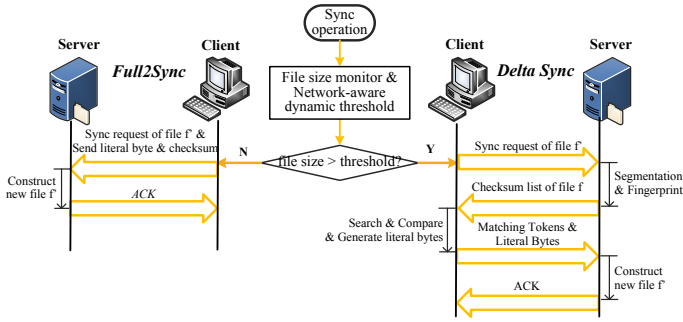 Sync
operation
Server
Client
Full2Sync
File size monitor &
Network-aware
dynamic threshold
Client
Server
Delta Sync
Sync request of file f' &
Send literal byte & checksum
N
file size > threshold?
Y
Sync request of file f'
Construct
new file f'
ACK
Checksum list of file f
Segmentation
& Fingerprint
Search & Compare
& Generate literal bytes
Matching Tokens &
Literal Bytes
Construct
new file f'
ACK